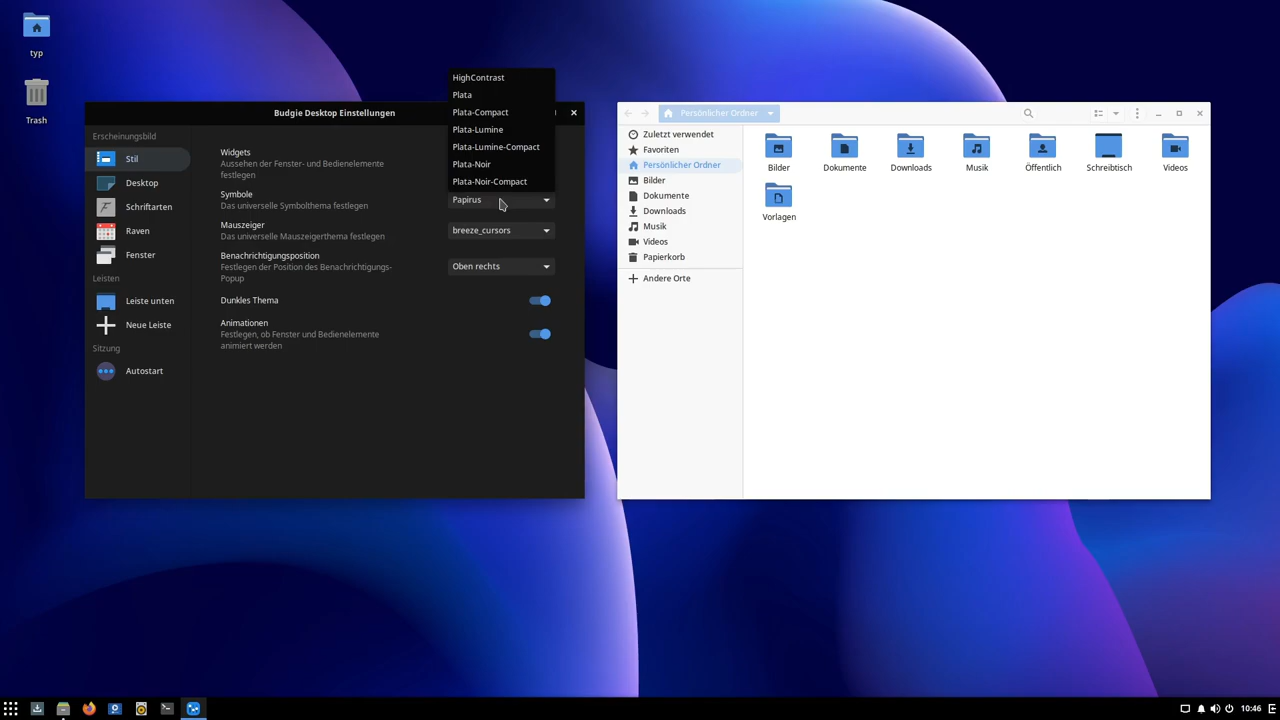 typ
Trash
Budgie Desktop Einstellungen
Erscheinungsbild
Stil
Desktop
Schriftarten
Raven
Fenster
Leisten
Leiste unten
Neue Leiste
Sitzung
Autostart
Widgets
Aussehen der Fenster- und Bedienelemente
festlegen
Symbole
Das universelle Symbolthema festlegen
Mauszeiger
Das universelle Mauszeigerthema festlegen
Benachrichtigungsposition
Festlegen der Position des Benachrichtigungs-
Popup
Dunkles Thema
Animationen
Festlegen, ob Fenster und Bedienelemente
animiert werden
HighContrast
Plata
Plata-Compact
Plata-Lumine
Plata-Lumine-Compact
Plata-Noir
Plata-Noir-Compact
Papirus
breeze_cursors
Oben rechts
Persönlicher Ordner
Zuletzt verwendet
Favoriten
Persönlicher Ordner
Bilder
Dokumente
Downloads
Musik
Videos
Papierkorb
Andere Orte
Bilder
Dokumente
Downloads
Musik
Öffentlich
Schreibtisch
Videos
Vorlagen
10:46